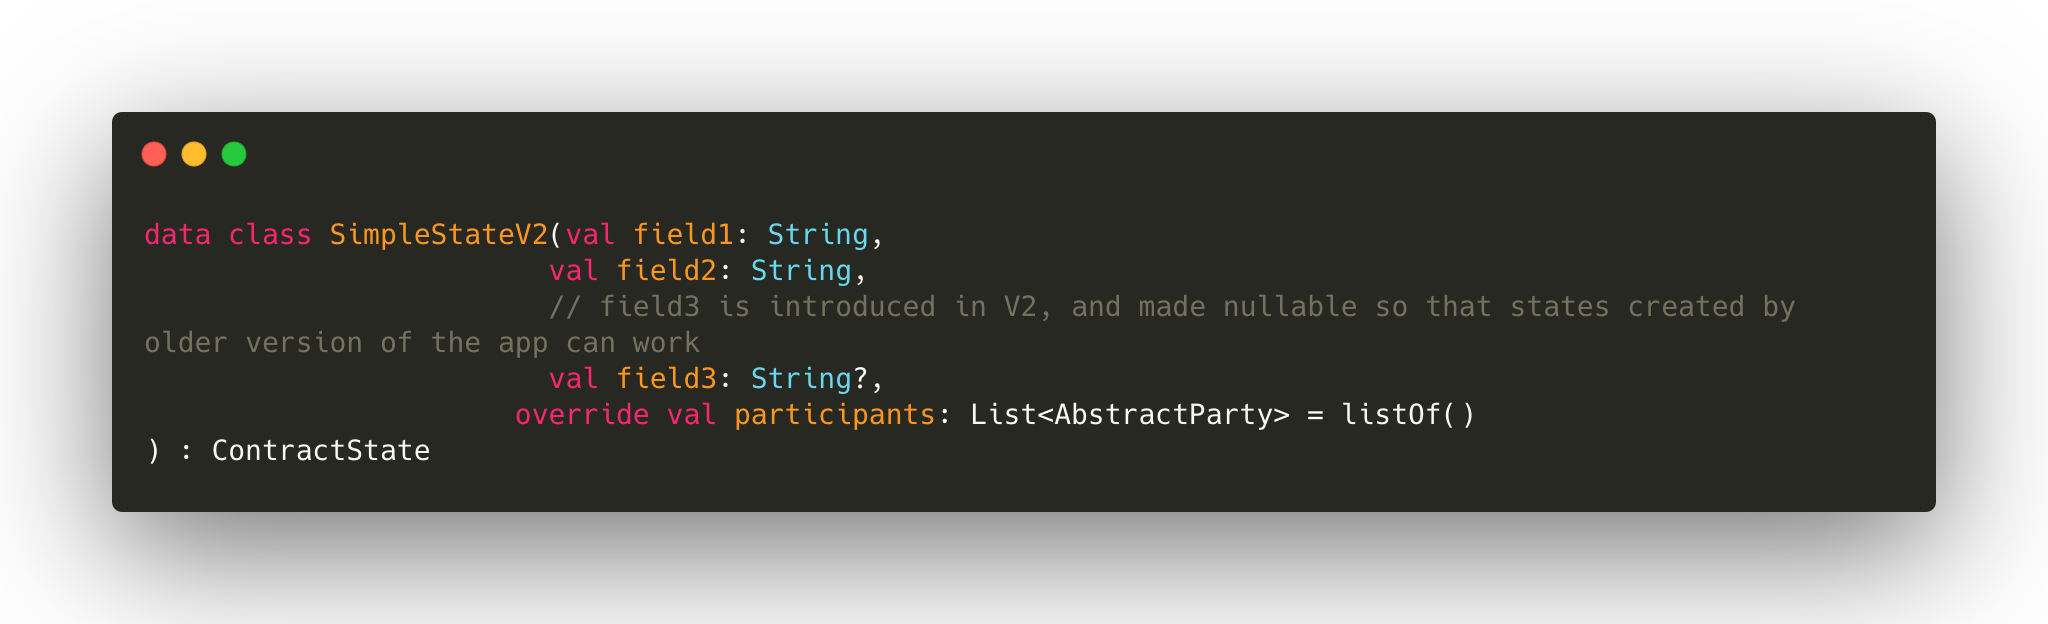 data class SimpleStateV2(val field1: String,
val field2: String,
// field3 is introduced in V2, and made nullable so that states created by
older version of the app can work
val field3: String?,
override val participants: List<AbstractParty> = listOf()
) : ContractState